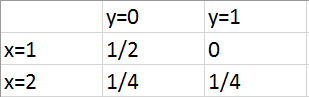 y=0 y=1
x=1 1/2 0
x=2 1/4 1/4